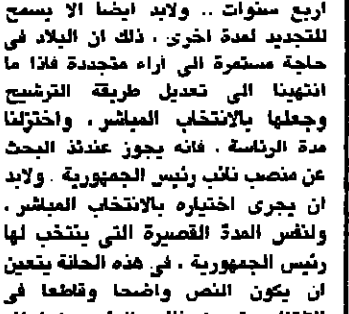 اربع سنوات .. ولابد ايضا الا يسمح
للتجديد لمدة اخرى ، ذلك ان البلاد فى
حاجة مستمرة الى آراء متجددة فاذا ما
انتهينا الى تعديل طريقة الترشيح
وجعلها بالانتخاب المباشر ، واختزلنا
مدة الرئاسة ، فانه يجوز عندئذ البحث
عن منصب نائب رئيس الجمهورية . ولابد
ان يجرى اختياره بالانتخاب المباشر ،
ولنفس المدة القصيرة التى ينتخب لها
رئيس الجمهورية ، فى هذه الحالة يتعين
ان يكون النص واضحا وقاطعا فى